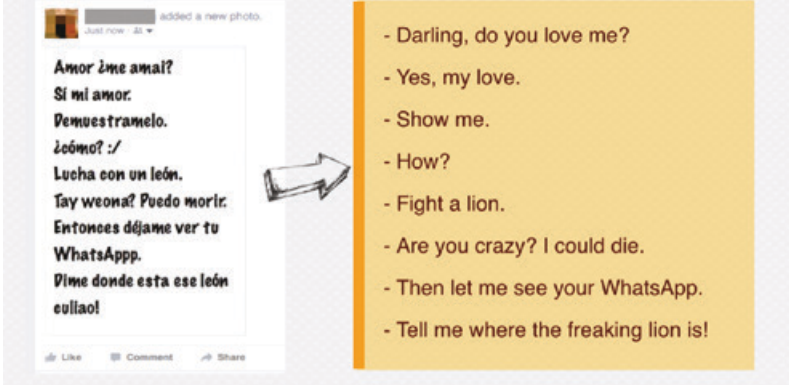 added a new photo.
Just now
Amor ¿me amai?
Sí mi amor.
Demuestramelo.
¿cómo? :/
Lucha con un león.
Tay weona? Puedo morir.
Entonces déjame ver tu
WhatsAppp.
Dime donde esta ese león
culiao!
Like Comment Share
- Darling, do you love me?
- Yes, my love.
- Show me.
- How?
- Fight a lion.
- Are you crazy? I could die.
- Then let me see your WhatsApp.
- Tell me where the freaking lion is!